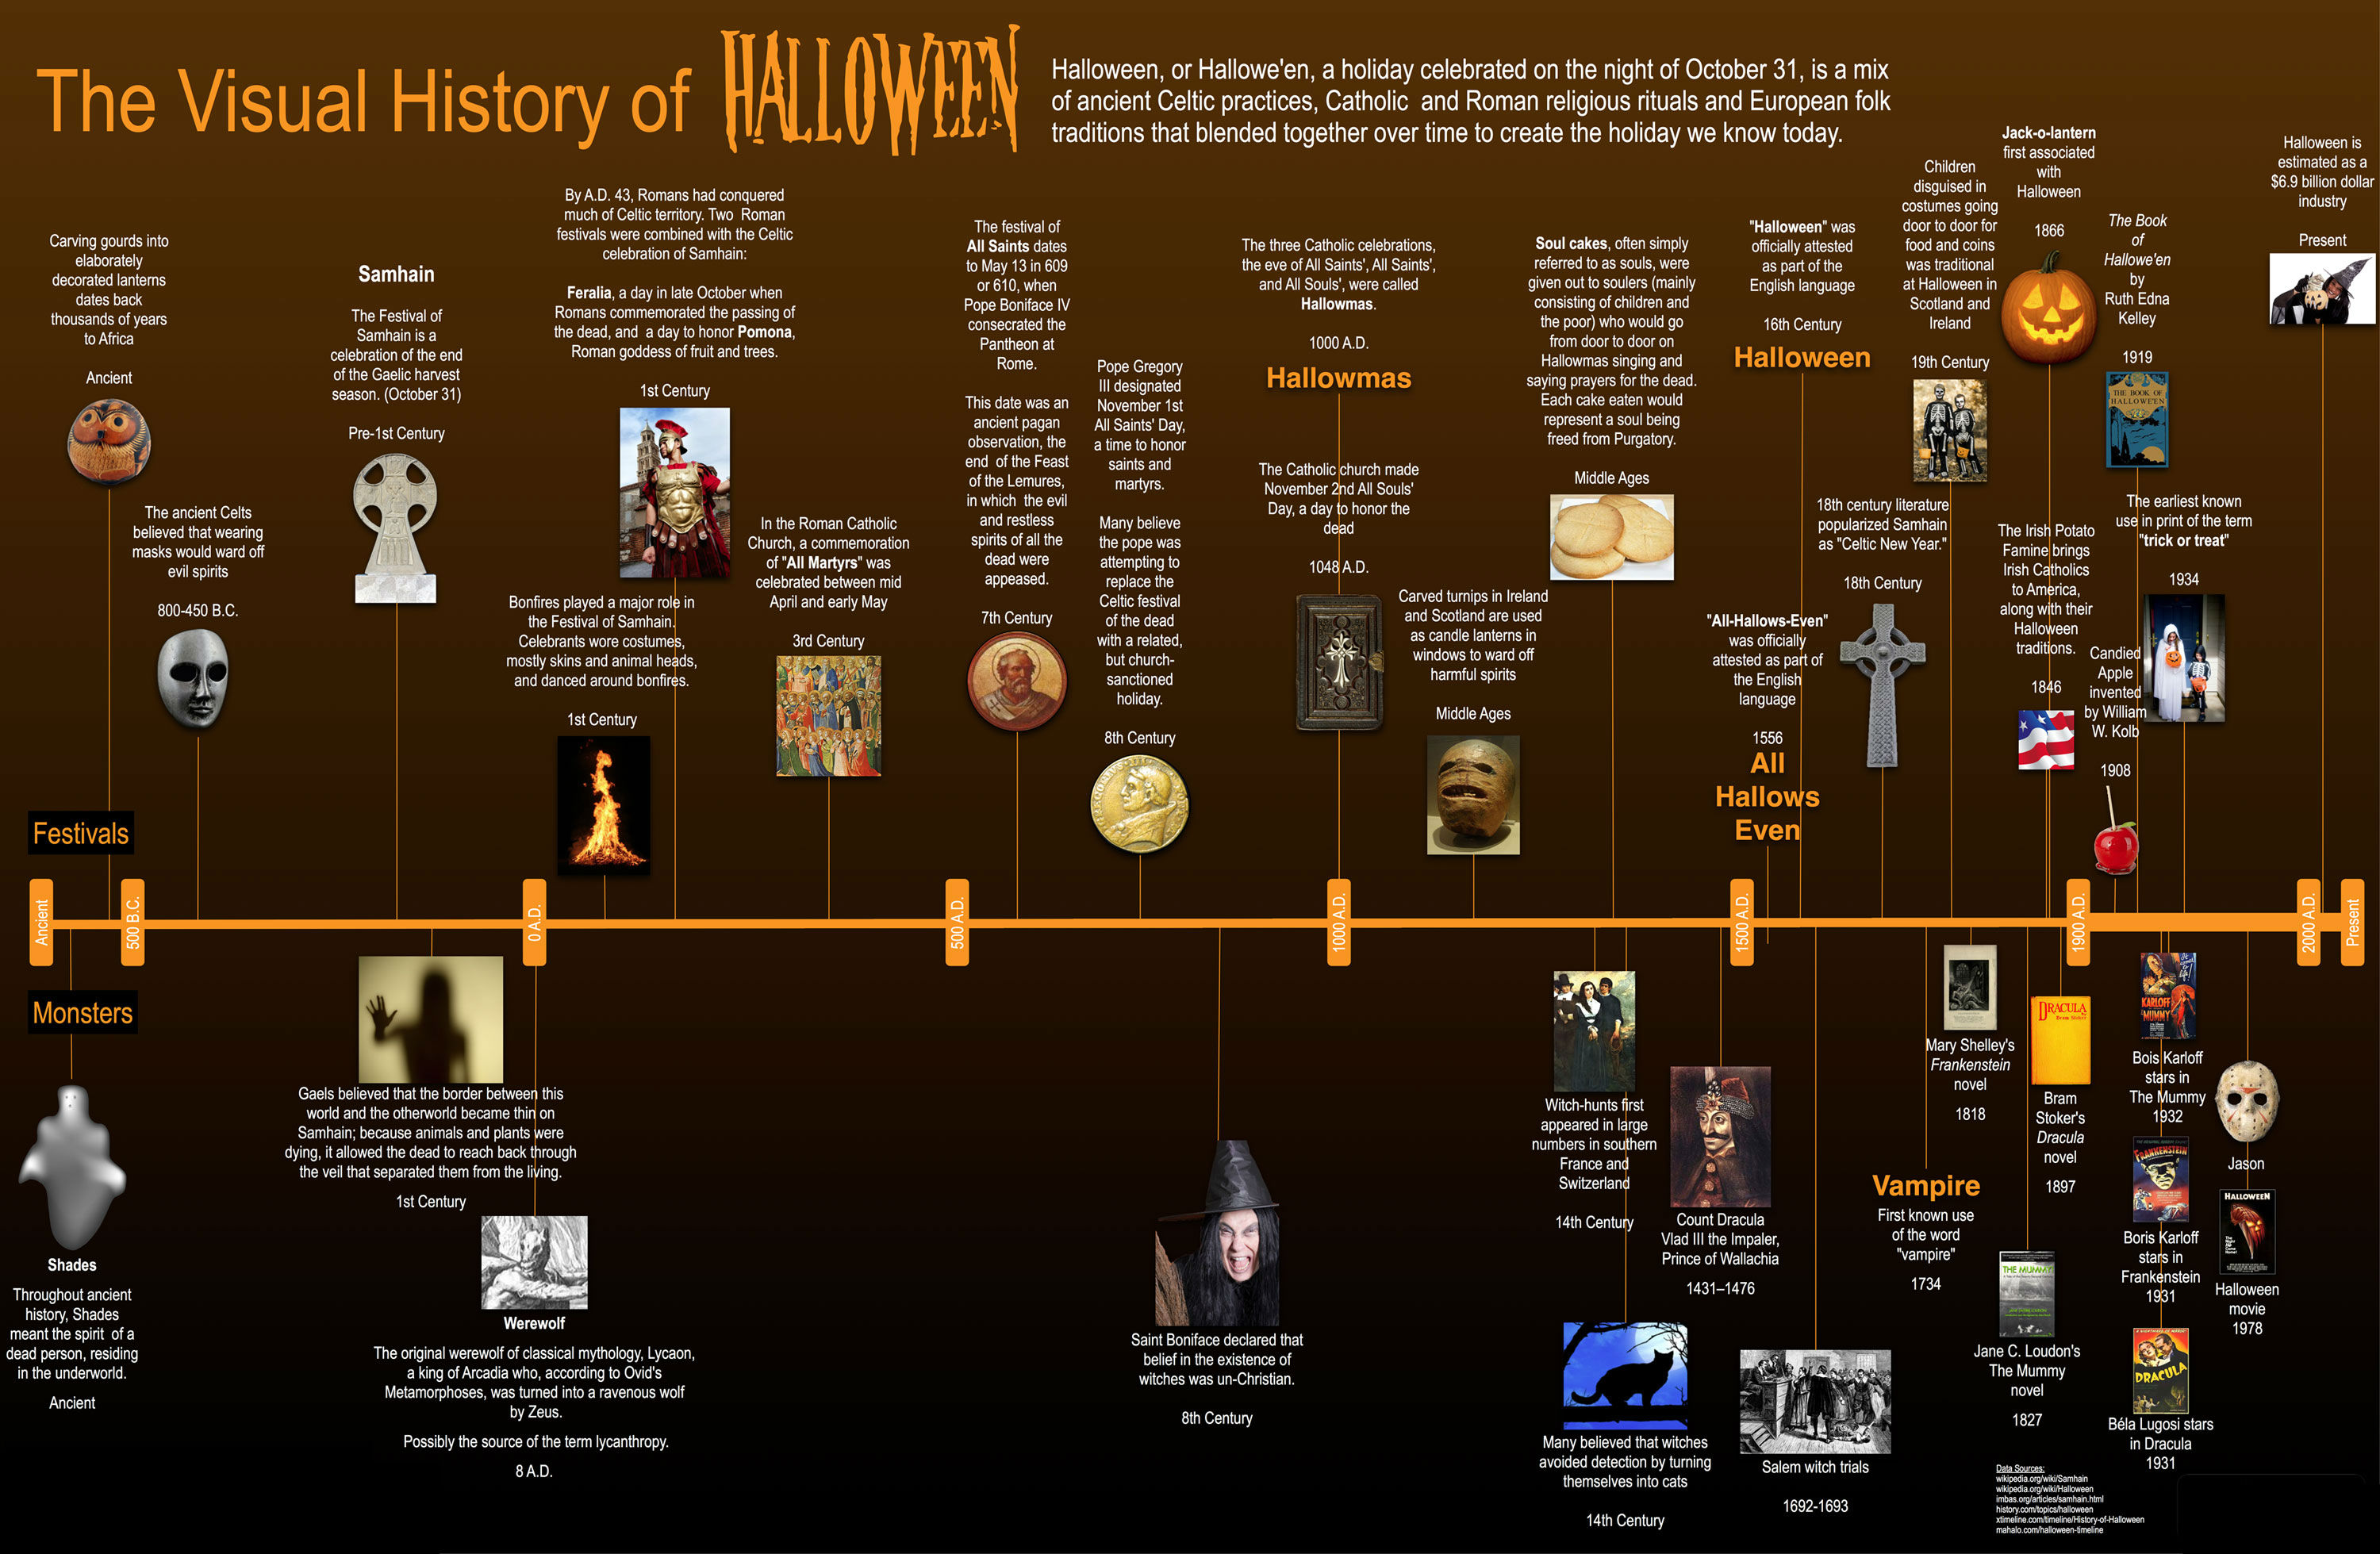 The Visual History of HALLOWEEN
Halloween, or Hallowe'en, a holiday celebrated on the night of October 31, is a mix
of ancient Celtic practices, Catholic and Roman religious rituals and European folk
traditions that blended together over time to create the holiday we know today.
Carving gourds into
elaborately
decorated lanterns
dates back
thousands of years
to Africa
Ancient
The ancient Celts
believed that wearing
masks would ward off
evil spirits
800-450 B.C.
Samhain
The Festival of
Samhain is a
celebration of the end
of the Gaelic harvest
season. (October 31)
Pre-1st Century
By A.D. 43, Romans had conquered
much of Celtic territory. Two Roman
festivals were combined with the Celtic
celebration of Samhain:
Feralia, a day in late October when
Romans commemorated the passing of
the dead, and a day to honor Pomona,
Roman goddess of fruit and trees.
1st Century
Bonfires played a major role in
the Festival of Samhain.
Celebrants wore costumes,
mostly skins and animal heads,
and danced around bonfires.
1st Century
In the Roman Catholic
Church, a commemoration
of "All Martyrs" was
celebrated between mid
April and early May
3rd Century
The festival of
All Saints dates
to May 13 in 609
or 610, when
Pope Boniface IV
consecrated the
Pantheon at
Rome.
This date was an
ancient pagan
observation, the
end of the Feast
of the Lemures,
in which the evil
and restless
spirits of all the
dead were
appeased.
7th Century
Pope Gregory
III designated
November 1st
All Saints' Day,
a time to honor
saints and
martyrs.
Many believe
the pope was
attempting to
replace the
Celtic festival
of the dead
with a related,
but church-
sanctioned
holiday.
8th Century
The three Catholic celebrations,
the eve of All Saints', All Saints',
and All Souls', were called
Hallowmas.
1000 A.D.
Hallowmas
The Catholic church made
November 2nd All Souls'
Day, a day to honor the
dead
1048 A.D.
Carved turnips in Ireland
and Scotland are used
as candle lanterns in
windows to ward off
harmful spirits
Middle Ages
Soul cakes, often simply
referred to as souls, were
given out to soulers (mainly
consisting of children and
the poor) who would go
from door to door on
Hallowmas singing and
saying prayers for the dead.
Each cake eaten would
represent a soul being
freed from Purgatory.
Middle Ages
"Halloween" was
officially attested
as part of the
English language
16th Century
Halloween
"All-Hallows-Even"
was officially
attested as part of
the English
language
1556
All
Hallows
Even
18th century literature
popularized Samhain
as "Celtic New Year."
18th Century
Children
disguised in
costumes going
door to door for
food and coins
was traditional
at Halloween in
Scotland and
Ireland
19th Century
Jack-o-lantern
first associated
with
Halloween
1866
The Irish Potato
Famine brings
Irish Catholics
to America,
along with their
Halloween
traditions.
1846
Candied
Apple
invented
by William
W. Kolb
1908
The Book
of
Hallowe'en
by
Ruth Edna
Kelley
1919
THE BOOK OF
HALLOWE'EN
The earliest known
use in print of the term
"trick or treat"
1934
Halloween is
estimated as a
$6.9 billion dollar
industry
Present
Festivals
Ancient
500 B.C.
0 A.D.
500 A.D.
1000 A.D.
1500 A.D.
1900 A.D.
2000 A.D.
Present
Monsters
Shades
Throughout ancient
history, Shades
meant the spirit of a
dead person, residing
in the underworld.
Ancient
Gaels believed that the border between this
world and the otherworld became thin on
Samhain; because animals and plants were
dying, it allowed the dead to reach back through
the veil that separated them from the living.
1st Century
Werewolf
The original werewolf of classical mythology, Lycaon,
a king of Arcadia who, according to Ovid's
Metamorphoses, was turned into a ravenous wolf
by Zeus.
Possibly the source of the term lycanthropy.
8 A.D.
Saint Boniface declared that
belief in the existence of
witches was un-Christian.
8th Century
Witch-hunts first
appeared in large
numbers in southern
France and
Switzerland
14th Century
Many believed that witches
avoided detection by turning
themselves into cats
14th Century
Count Dracula
Vlad III the Impaler,
Prince of Wallachia
1431–1476
Salem witch trials
1692-1693
Vampire
First known use
of the word
"vampire"
1734
Mary Shelley's
Frankenstein
novel
1818
THE MUMMY!
Jane C. Loudon's
The Mummy
novel
1827
DRACULA
Bram Stoker
Bram
Stoker's
Dracula
novel
1897
KARLOFF
MUMMY
Bois Karloff
stars in
The Mummy
1932
FRANKENSTEIN
Boris Karloff
stars in
Frankenstein
1931
DRACULA
Béla Lugosi stars
in Dracula
1931
Jason
HALLOWEEN
Halloween
movie
1978
Data Sources:
wikipedia.org/wiki/Samhain
wikipedia.org/wiki/Halloween
imbas.org/articles/samhain.html
history.com/topics/halloween
xtimeline.com/timeline/History-of-Halloween
mahalo.com/halloween-timeline